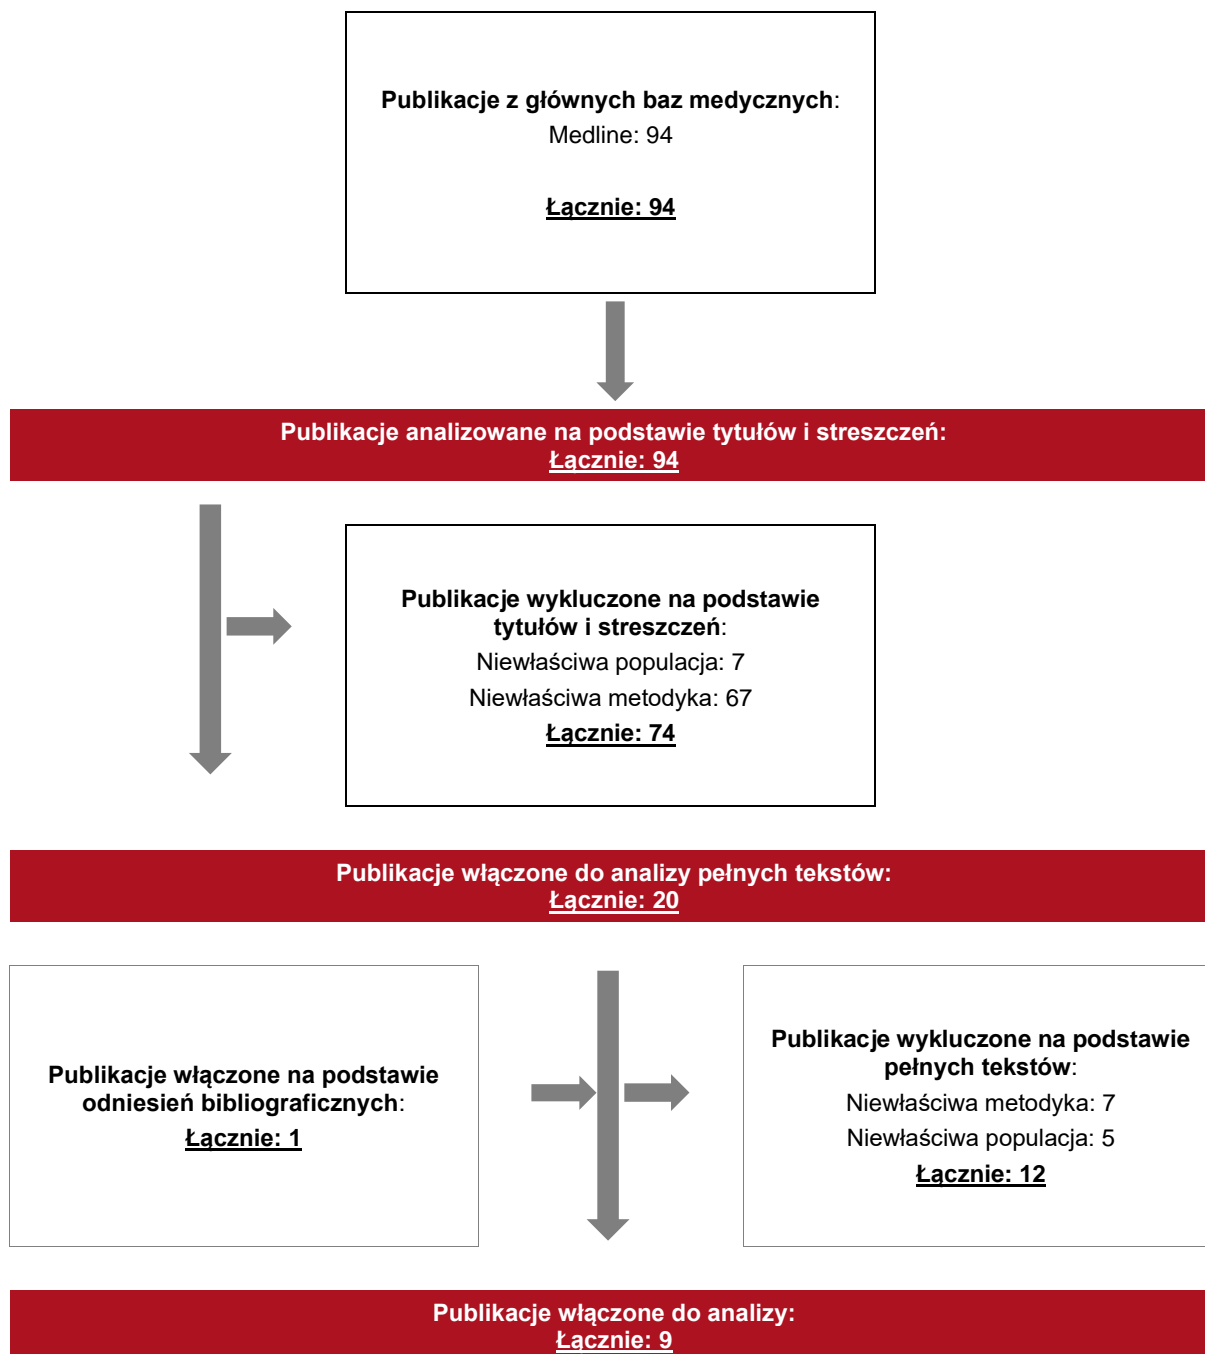 Publikacje z głównych baz medycznych:
Medline: 94
Łącznie: 94
Publikacje analizowane na podstawie tytułów i streszczeń:
Łącznie: 94
Publikacje wykluczone na podstawie
tytułów i streszczeń:
Niewłaściwa populacja: 7
Niewłaściwa metodyka: 67
Łącznie: 74
Publikacje włączone do analizy pełnych tekstów:
Łącznie: 20
Publikacje włączone na podstawie
odniesień bibliograficznych:
Łącznie: 1
Publikacje wykluczone na podstawie
pełnych tekstów:
Niewłaściwa metodyka: 7
Niewłaściwa populacja: 5
Łącznie: 12
Publikacje włączone do analizy:
Łącznie: 9